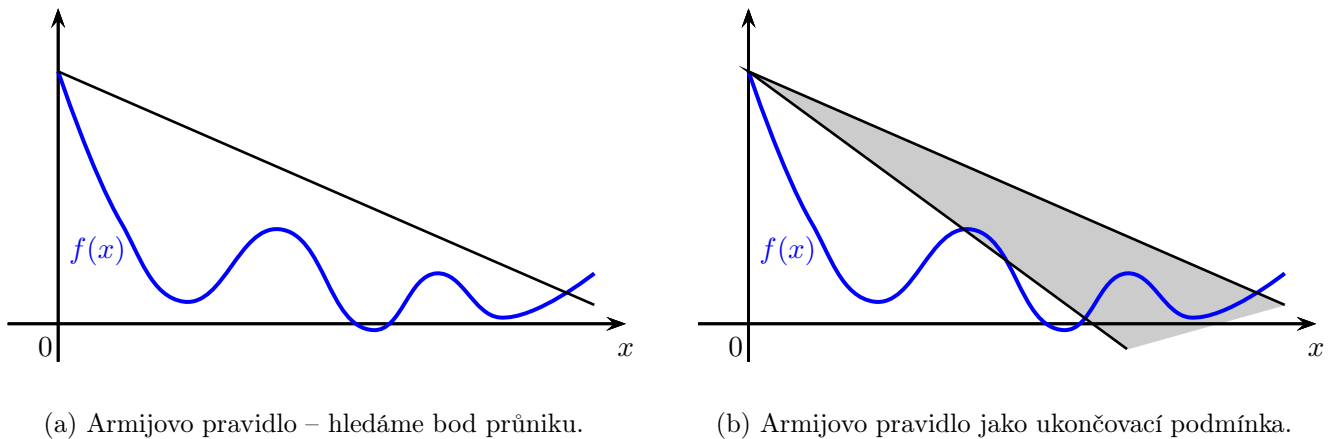 f(x)
0
x
(a) Armijovo pravidlo – hledáme bod průniku.
f(x)
0
x
(b) Armijovo pravidlo jako ukončovací podmínka.